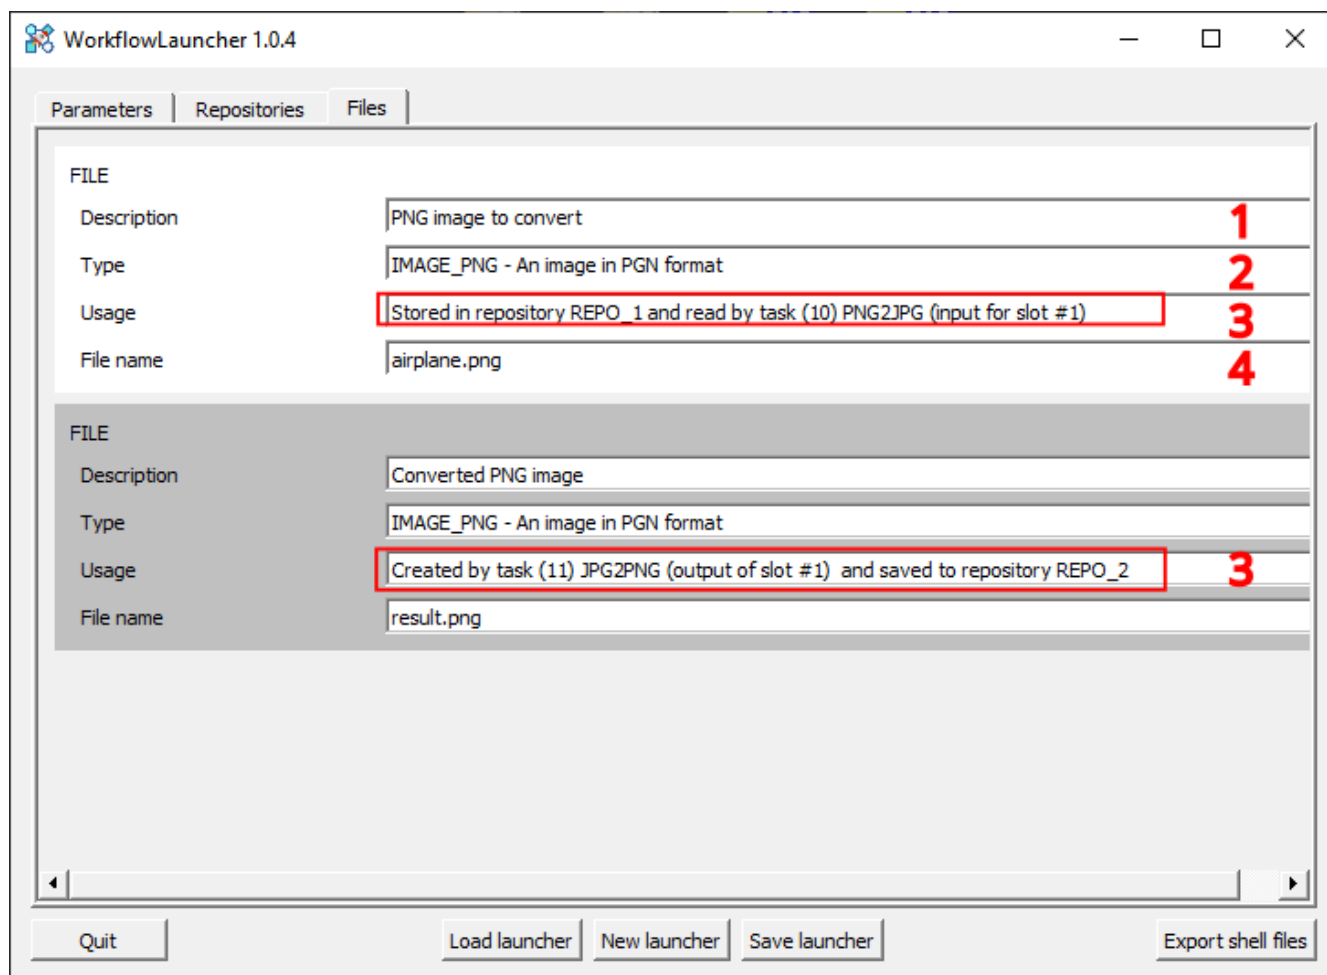 WorkflowLauncher 1.0.4
Parameters Repositories Files
FILE
Description PNG image to convert 1
Type IMAGE_PNG - An image in PGN format 2
Usage Stored in repository REPO_1 and read by task (10) PNG2JPG (input for slot #1) 3
File name airplane.png 4
FILE
Description Converted PNG image
Type IMAGE_PNG - An image in PGN format
Usage Created by task (11) JPG2PNG (output of slot #1)  and saved to repository REPO_2 3
File name result.png
Quit Load launcher New launcher Save launcher Export shell files